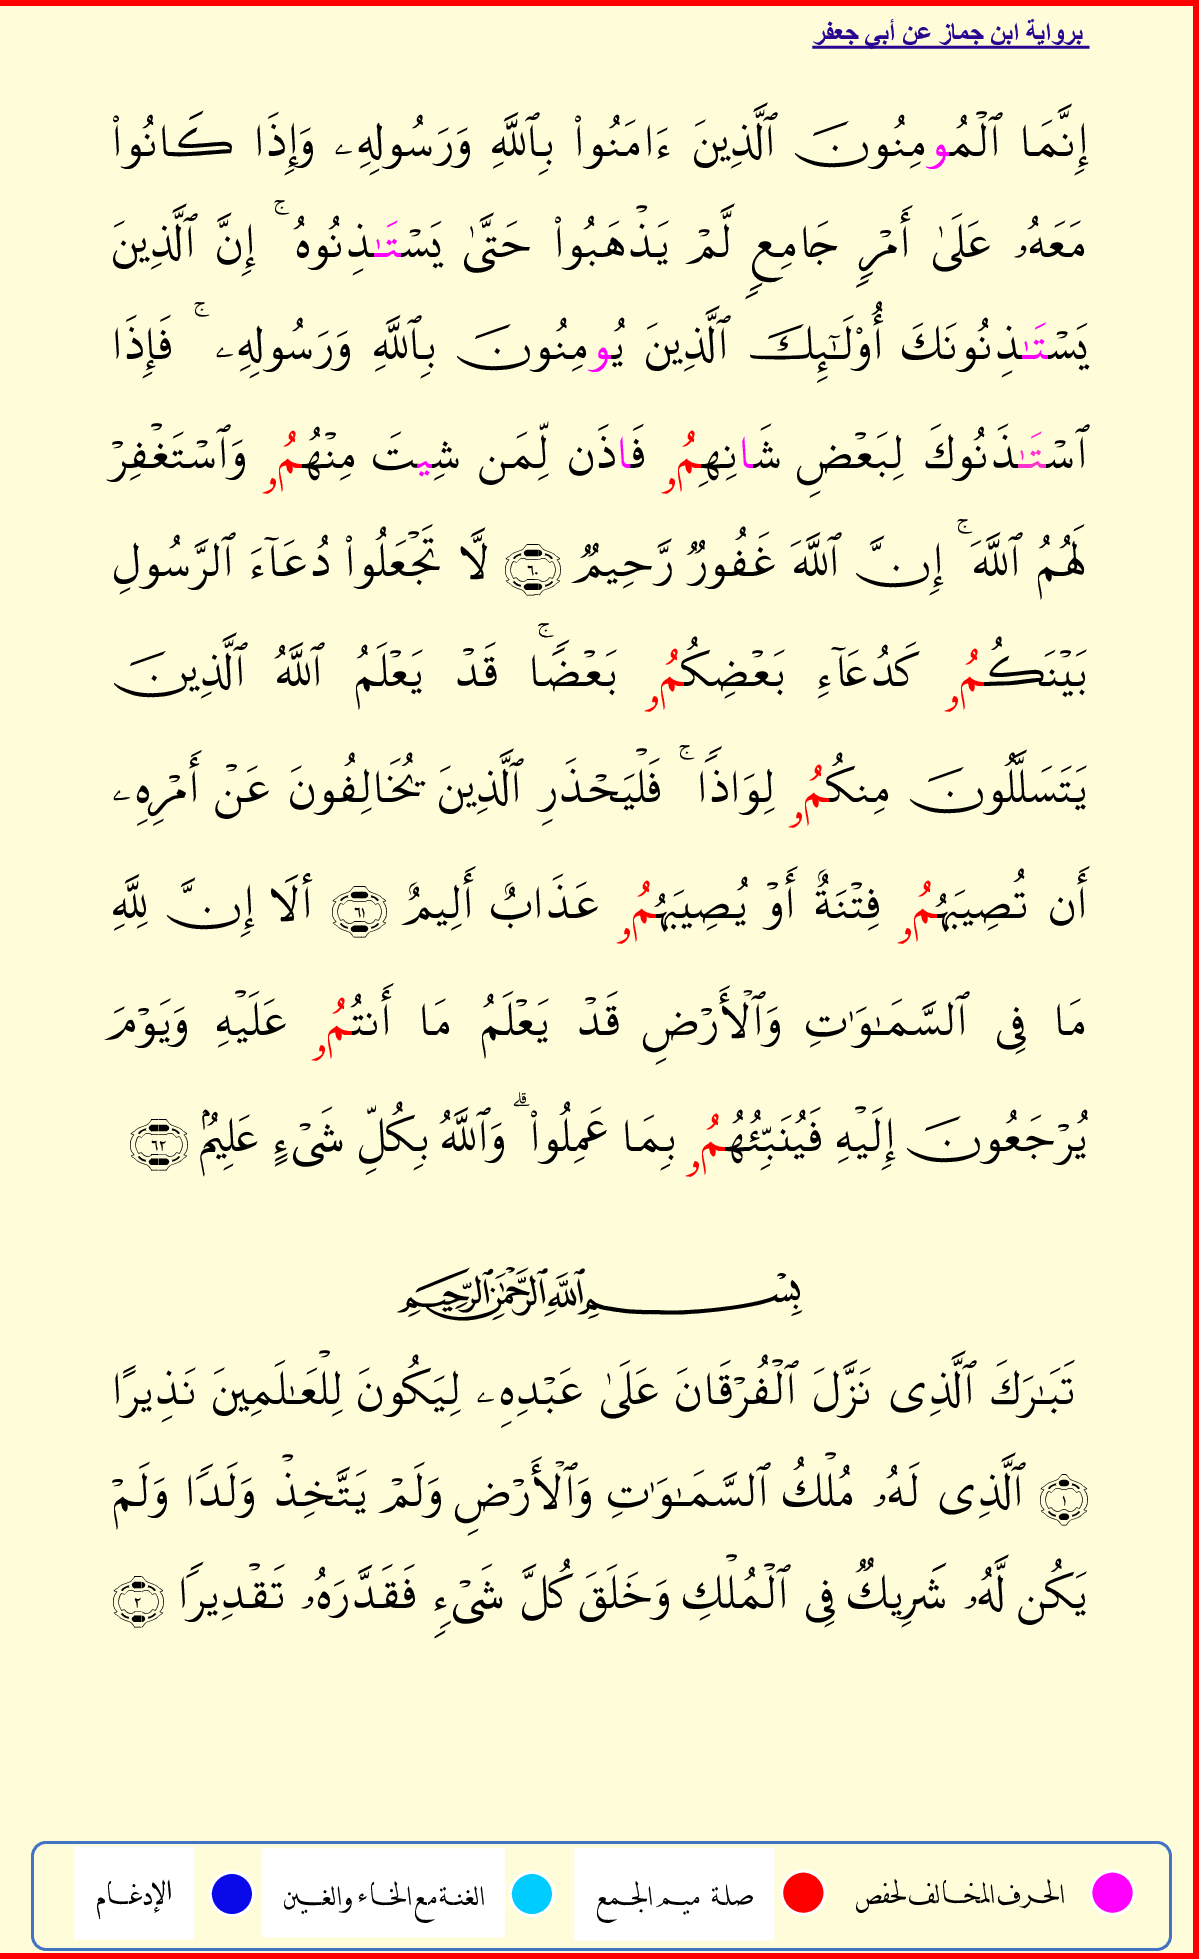 برواية ابن جماز عن أبي جعفر
إِنَّمَا ٱلۡمُومِنُونَ ٱلَّذِينَ ءَامَنُواْ بِٱللَّهِ وَرَسُولِهِۦ وَإِذَا كَانُواْ
مَعَهُۥ عَلَىٰٓ أَمۡرٖ جَامِعٖ لَّمۡ يَذۡهَبُواْ حَتَّىٰ يَسۡتَـٰذِنُوهُۚ إِنَّ ٱلَّذِينَ
يَسۡتَـٰذِنُونَكَ أُوْلَـٰٓئِكَ ٱلَّذِينَ يُومِنُونَ بِٱللَّهِ وَرَسُولِهِۦۚ فَإِذَا
ٱسۡتَـٰذَنُوكَ لِبَعۡضِ شَانِهِمُۥ فَاذَن لِّمَن شِيتَ مِنۡهُمُۥ وَٱسۡتَغۡفِرۡ
لَهُمُ ٱللَّهَۚ إِنَّ ٱللَّهَ غَفُورٞ رَّحِيمٞ ٦٠ لَّا تَجۡعَلُواْ دُعَآءَ ٱلرَّسُولِ
بَيۡنَكُمُۥ كَدُعَآءِ بَعۡضِكُمُۥ بَعۡضٗاۚ قَدۡ يَعۡلَمُ ٱللَّهُ ٱلَّذِينَ
يَتَسَلَّلُونَ مِنكُمُۥ لِوَاذٗاۚ فَلۡيَحۡذَرِ ٱلَّذِينَ يُخَالِفُونَ عَنۡ أَمۡرِهِۦ
أَن تُصِيبَهُمُۥ فِتۡنَةٌ أَوۡ يُصِيبَهُمُۥ عَذَابٌ أَلِيمٌ ٦١ أَلَا إِنَّ لِلَّهِ
مَا فِي ٱلسَّمَـٰوَٰتِ وَٱلۡأَرۡضِ قَدۡ يَعۡلَمُ مَا أَنتُمُۥ عَلَيۡهِ وَيَوۡمَ
يُرۡجَعُونَ إِلَيۡهِ فَيُنَبِّئُهُمُۥ بِمَا عَمِلُواْۗ وَٱللَّهُ بِكُلِّ شَيۡءٍ عَلِيمُۢ ٦٢
بِسۡمِ ٱللَّهِ ٱلرَّحۡمَٰنِ ٱلرَّحِيمِ
تَبَـٰرَكَ ٱلَّذِي نَزَّلَ ٱلۡفُرۡقَانَ عَلَىٰ عَبۡدِهِۦ لِيَكُونَ لِلۡعَـٰلَمِينَ نَذِيرًا
١ ٱلَّذِي لَهُۥ مُلۡكُ ٱلسَّمَـٰوَٰتِ وَٱلۡأَرۡضِ وَلَمۡ يَتَّخِذۡ وَلَدٗا وَلَمۡ
يَكُن لَّهُۥ شَرِيكٞ فِي ٱلۡمُلۡكِ وَخَلَقَ كُلَّ شَيۡءٖ فَقَدَّرَهُۥ تَقۡدِيرٗا ٢
الحرف المخالف لحفص صلة ميم الجمع الغنة مع الخاء والغين الإدغام